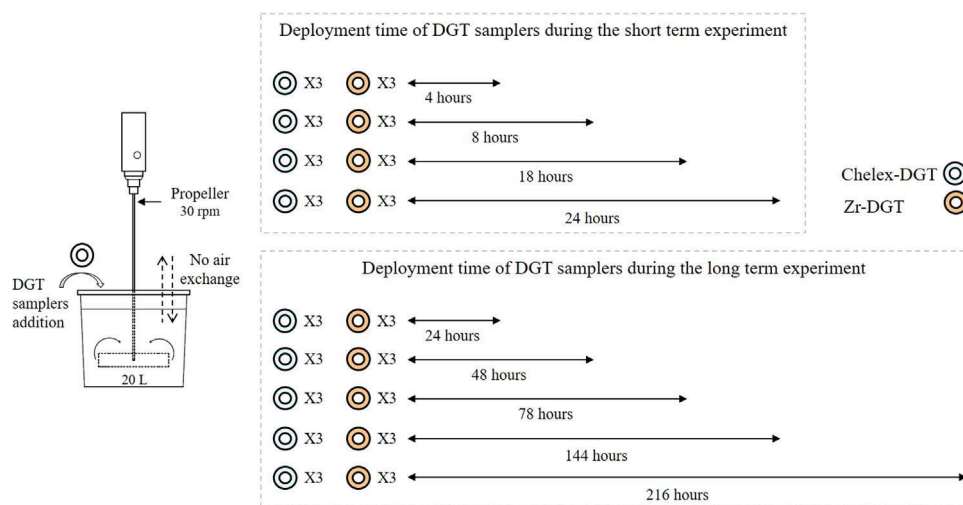 Deployment time of DGT samplers during the short term experiment
X3 X3 4 hours
X3 X3 8 hours
X3 X3 18 hours
X3 X3 24 hours
Propeller
30 rpm
No air
exchange
DGT
samplers
addition
20 L
Chelex-DGT
Zr-DGT
Deployment time of DGT samplers during the long term experiment
X3 X3 24 hours
X3 X3 48 hours
X3 X3 78 hours
X3 X3 144 hours
X3 X3 216 hours